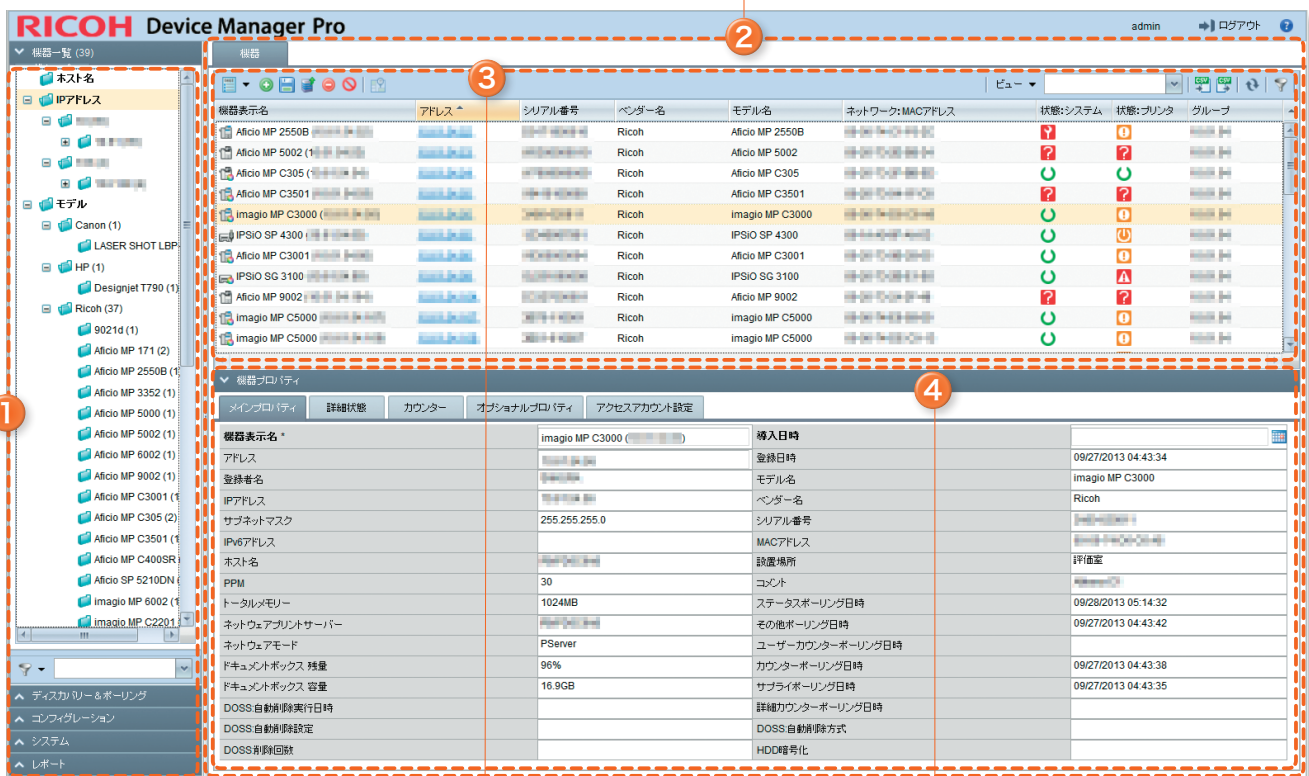 RICOH Device Manager Pro
admin
ログアウト
?
機器一覧 (39)
ホスト名
IPアドレス
モデル
Canon (1)
LASER SHOT LBP
HP (1)
Designjet T790 (1)
Ricoh (37)
9021d (1)
Aficio MP 171 (2)
Aficio MP 2550B (1
Aficio MP 3352 (1)
Aficio MP 5000 (1)
Aficio MP 5002 (1)
Aficio MP 6002 (1)
Aficio MP 9002 (1)
Aficio MP C3001 (1
Aficio MP C305 (2)
Aficio MP C3501 (1
Aficio MP C400SR
Aficio SP 5210DN (
imagio MP 6002 (1
imagio MP C2201
ディスカバリー&ポーリング
コンフィグレーション
システム
レポート
1
2
機器
3
ビュー
機器表示名 アドレス シリアル番号 ベンダー名 モデル名 ネットワーク:MACアドレス 状態:システム 状態:プリンタ グループ
Aficio MP 2550B Ricoh Aficio MP 2550B
Aficio MP 5002 (1 Ricoh Aficio MP 5002
Aficio MP C305 ( Ricoh Aficio MP C305
Aficio MP C3501 Ricoh Aficio MP C3501
imagio MP C3000 ( Ricoh imagio MP C3000
IPSiO SP 4300 Ricoh IPSiO SP 4300
Aficio MP C3001 Ricoh Aficio MP C3001
IPSiO SG 3100 Ricoh IPSiO SG 3100
Aficio MP 9002 Ricoh Aficio MP 9002
imagio MP C5000 Ricoh imagio MP C5000
imagio MP C5000 Ricoh imagio MP C5000
機器プロパティ
4
メインプロパティ 詳細状態 カウンター オプショナルプロパティ アクセスアカウント設定
機器表示名 * imagio MP C3000 ( ) 導入日時
アドレス 登録日時 09/27/2013 04:43:34
登録者名 モデル名 imagio MP C3000
IPアドレス ベンダー名 Ricoh
サブネットマスク 255.255.255.0 シリアル番号
IPv6アドレス MACアドレス
ホスト名 設置場所 評価室
PPM 30 コメント
トータルメモリー 1024MB ステータスポーリング日時 09/28/2013 05:14:32
ネットウェアプリントサーバー その他ポーリング日時 09/27/2013 04:43:42
ネットウェアモード PServer ユーザーカウンターポーリング日時
ドキュメントボックス 残量 96% カウンターポーリング日時 09/27/2013 04:43:38
ドキュメントボックス 容量 16.9GB サプライポーリング日時 09/27/2013 04:43:35
DOSS:自動削除実行日時 詳細カウンターポーリング日時
DOSS:自動削除設定 DOSS:自動削除方式
DOSS:削除回数 HDD暗号化